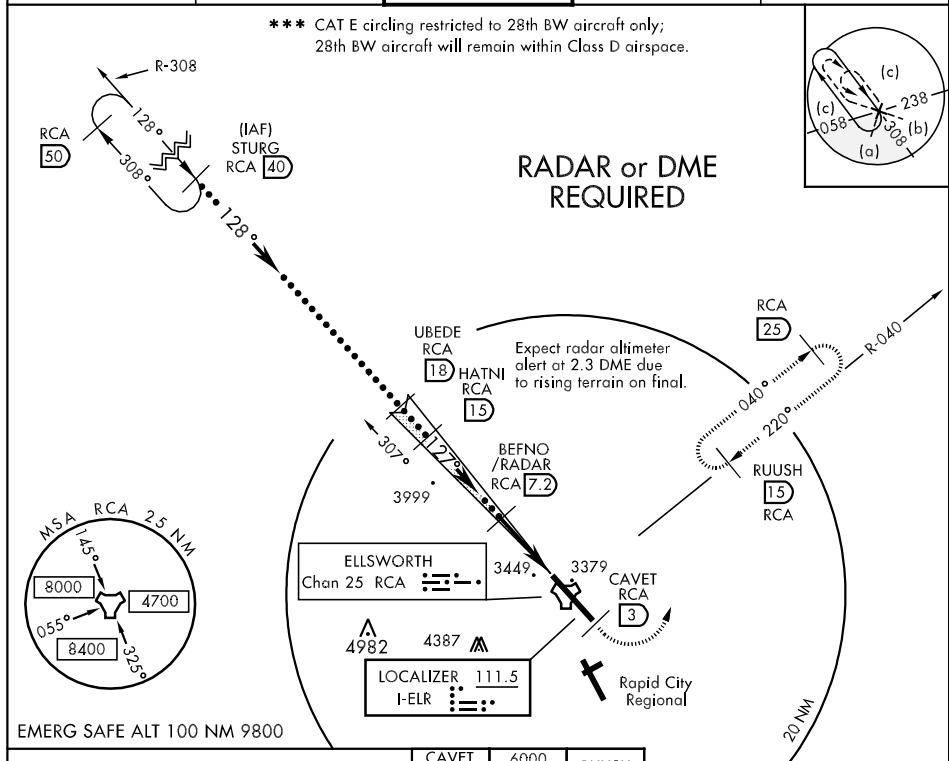 *** CAT E circling restricted to 28th BW aircraft only;
28th BW aircraft will remain within Class D airspace.
R-308
128°
308°
RCA
50
(IAF)
STURG
RCA 40
128°
RADAR or DME
REQUIRED
(c)
(c)
238
058
(b)
308
(a)
RCA
25
R-040
040°
220°
RUUSH
15
RCA
UBEDE
RCA
18
HATNI
RCA
15
Expect radar altimeter
alert at 2.3 DME due
to rising terrain on final.
307°
127°
BEFNO
/RADAR
RCA 7.2
3999
MSA RCA 25 NM
145°
8000
4700
055°
8400
325°
ELLSWORTH
Chan 25 RCA
3449
3379
CAVET
RCA
3
4982
4387
LOCALIZER 111.5
I-ELR
Rapid City
Regional
20 NM
EMERG SAFE ALT 100 NM 9800
CAVET
6000